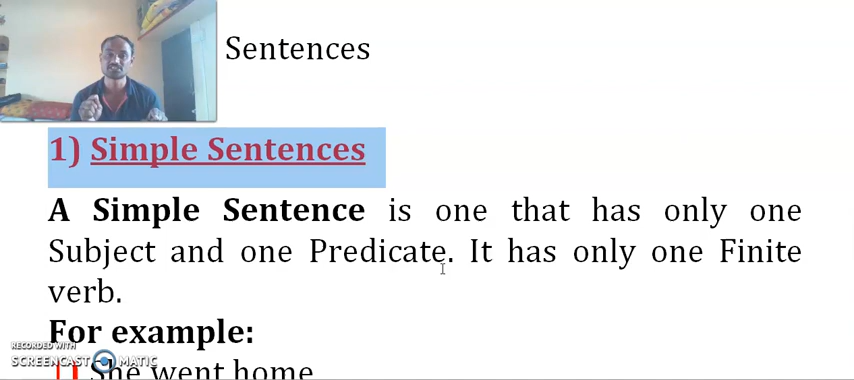 Sentences
1) Simple Sentences
A Simple Sentence is one that has only one
Subject and one Predicate. It has only one Finite
verb.
For example:
RECORDED WITH
SCREENCAST MATIC
1) She went home